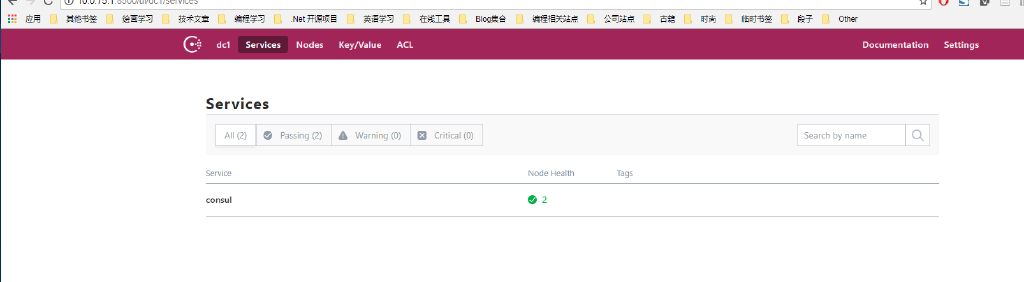 10.0.15.1:8500/ui/dc1/services
应用 其他书签 始言学习 技术文章 编程学习 .Net 开源项目 英语学习 在线工具 Blog集合 编程相关站点 公司站点 古籍 时尚 临时书签 段子 Other
dc1 Services Nodes Key/Value ACL Documentation Settings
Services
All (2) Passing (2) Warning (0) Critical (0) Search by name
Service Node Health Tags
consul 2